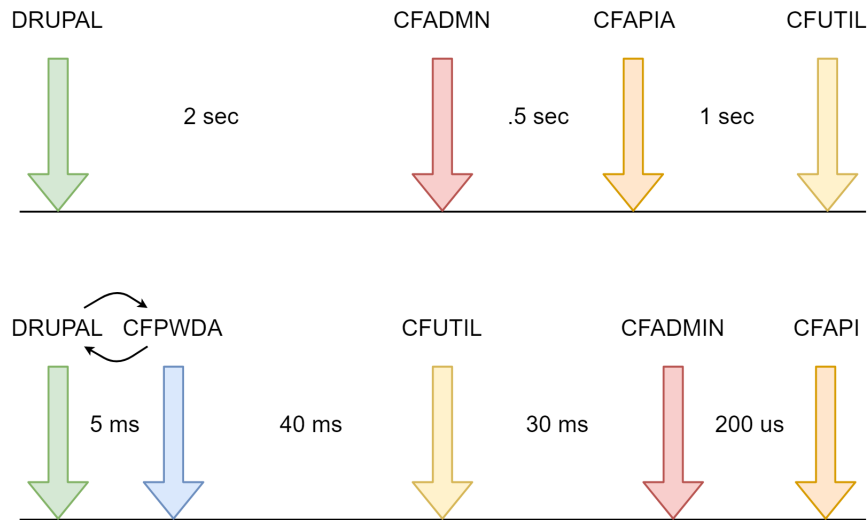 DRUPAL CFADMN CFAPIA CFUTIL
2 sec .5 sec 1 sec
DRUPAL CFPWDA CFUTIL CFADMIN CFAPI
5 ms 40 ms 30 ms 200 us